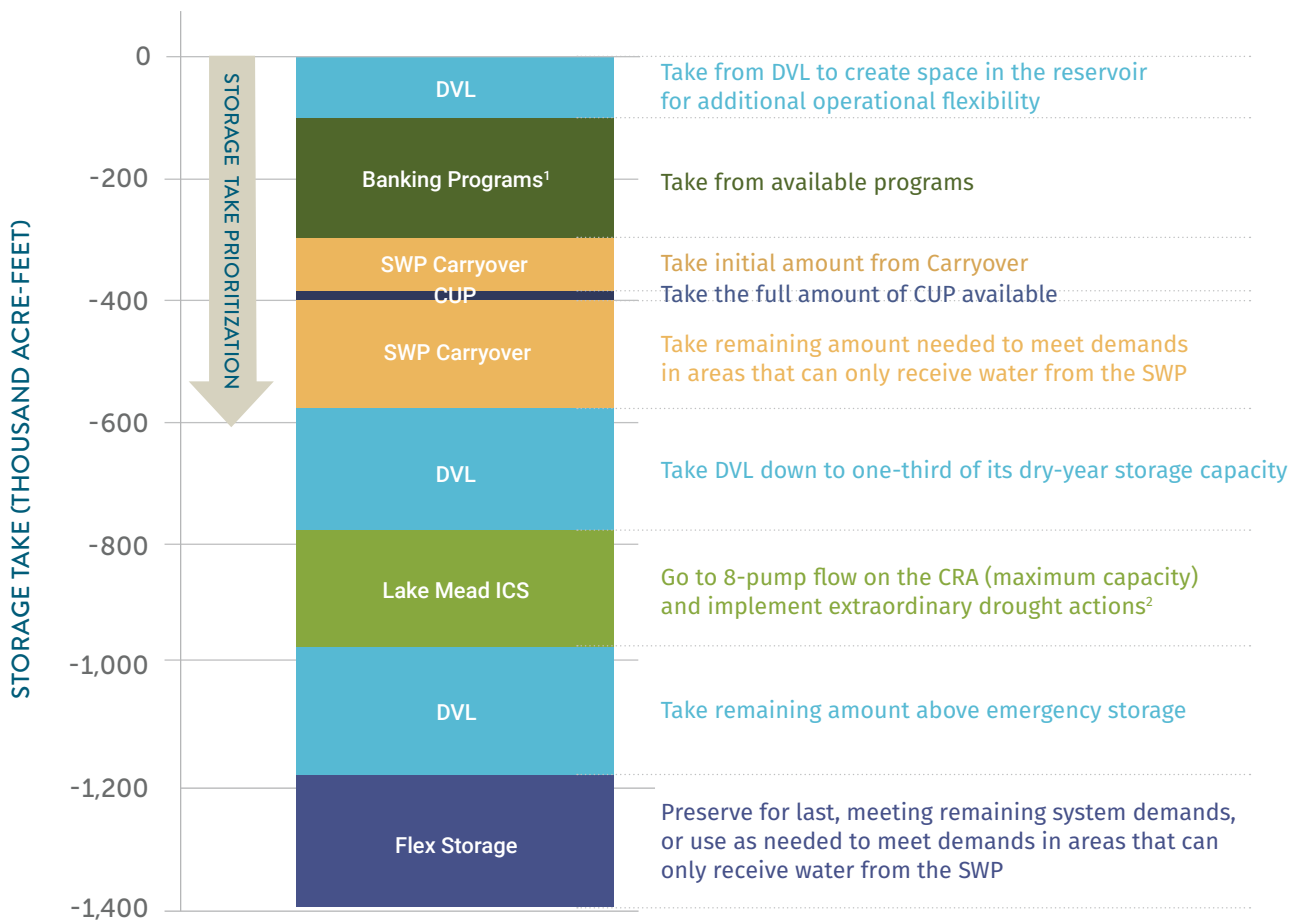 STORAGE TAKE (THOUSAND ACRE-FEET)
0
-200
-400
-600
-800
-1,000
-1,200
-1,400
STORAGE TAKE PRIORITIZATION
DVL
Take from DVL to create space in the reservoir
for additional operational flexibility
Banking Programs¹
Take from available programs
SWP Carryover
Take initial amount from Carryover
CUP
Take the full amount of CUP available
SWP Carryover
Take remaining amount needed to meet demands
in areas that can only receive water from the SWP
DVL
Take DVL down to one-third of its dry-year storage capacity
Lake Mead ICS
Go to 8-pump flow on the CRA (maximum capacity)
and implement extraordinary drought actions²
DVL
Take remaining amount above emergency storage
Flex Storage
Preserve for last, meeting remaining system demands,
or use as needed to meet demands in areas that can
only receive water from the SWP